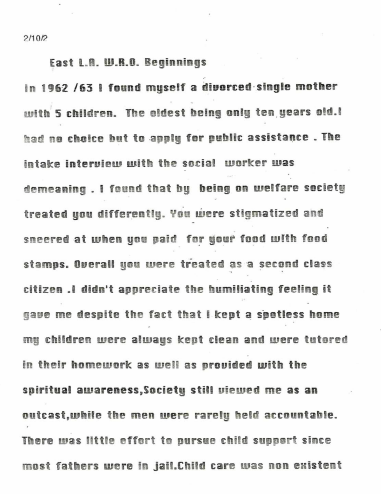 2/10/2
East L.A. W.R.O. Beginnings
In 1962 /63 I found myself a divorced single mother
with 5 children. The oldest being only ten years old.I
had no choice but to apply for public assistance . The
intake interview with the social worker was
demeaning . I found that by being on welfare society
treated you differently. You were stigmatized and
sneered at when you paid for your food with food
stamps. Overall you were treated as a second class
citizen .I didn't appreciate the humiliating feeling it
gave me despite the fact that I kept a spotless home
my children were always kept clean and were tutored
in their homework as well as provided with the
spiritual awareness,Society still viewed me as an
outcast,while the men were rarely held accountable.
There was little effort to pursue child support since
most fathers were in jail.Child care was non existent